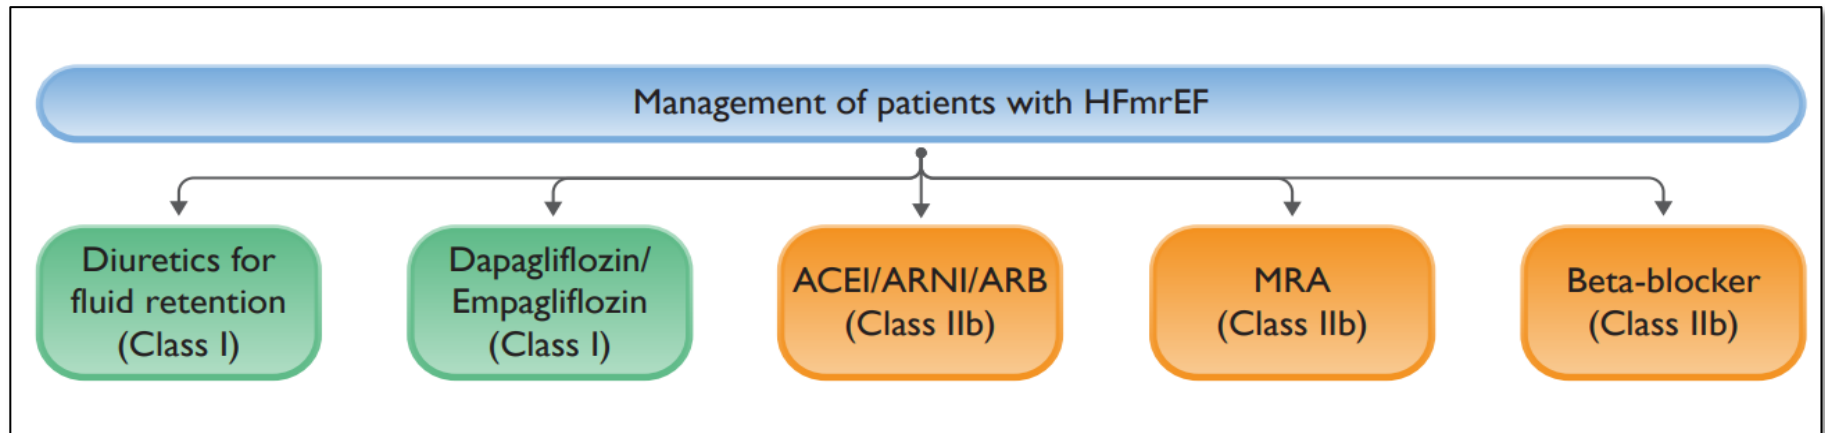 Management of patients with HFmrEF
Diuretics for
fluid retention
(Class I)
Dapagliflozin/
Empagliflozin
(Class I)
ACEI/ARNI/ARB
(Class IIb)
MRA
(Class IIb)
Beta-blocker
(Class IIb)